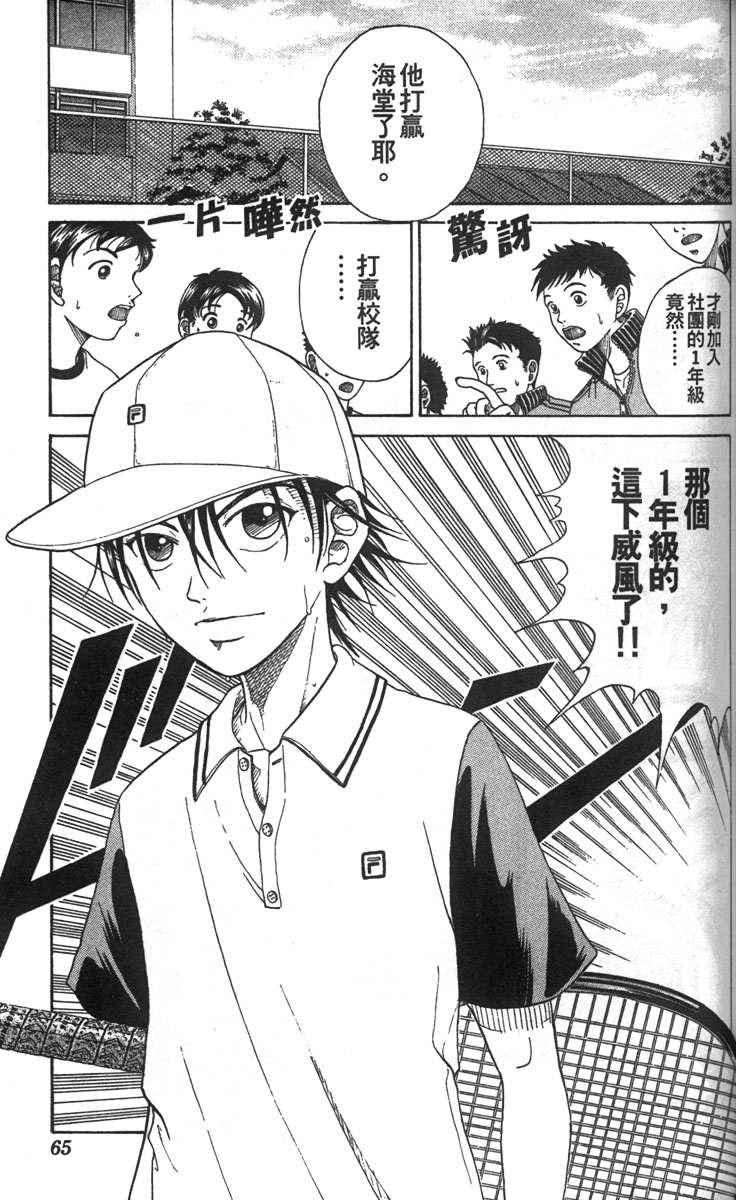 他打贏
海堂了耶。
驚訝
才剛加入
社團的1年級
竟然……
一片嘩然
打贏校隊
……
那個
1年級的，
這下威風了!!
ドン
F
F
65